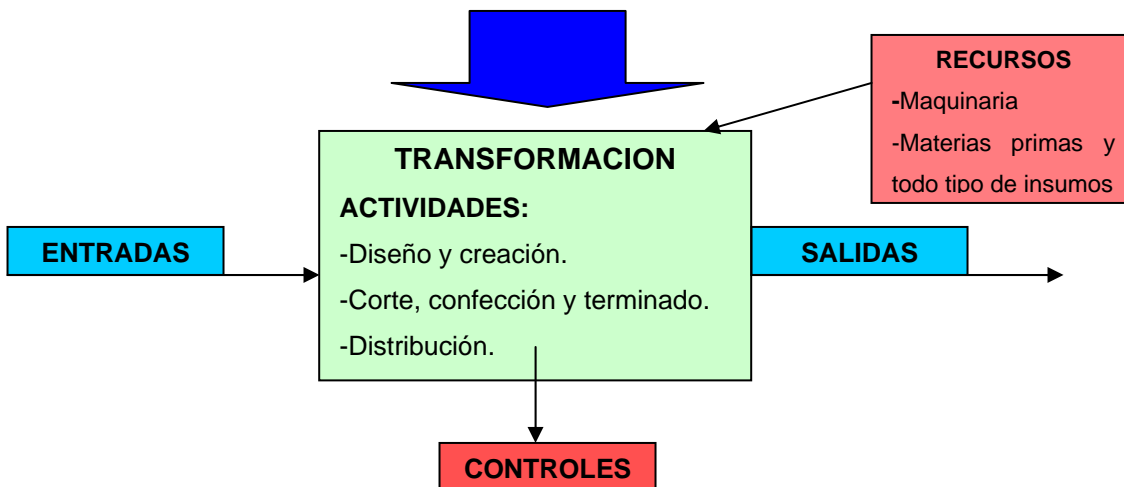 RECURSOS
-Maquinaria
-Materias primas y
todo tipo de insumos
TRANSFORMACION
ACTIVIDADES:
-Diseño y creación.
-Corte, confección y terminado.
-Distribución.
ENTRADAS
SALIDAS
CONTROLES